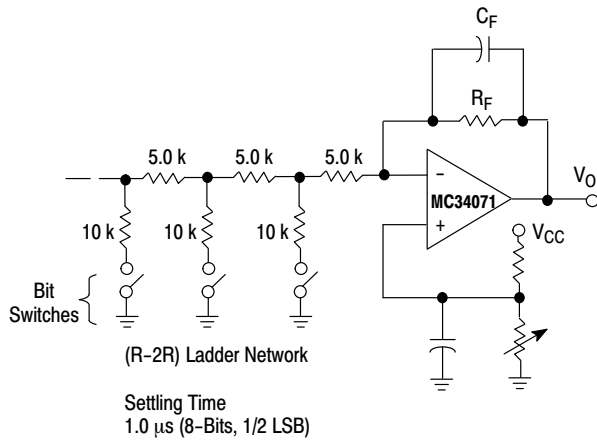 C_F
R_F
5.0 k 5.0 k 5.0 k
–
MC34071
+
V_O
V_CC
10 k 10 k 10 k
Bit
Switches
(R-2R) Ladder Network
Settling Time
1.0 μs (8-Bits, 1/2 LSB)